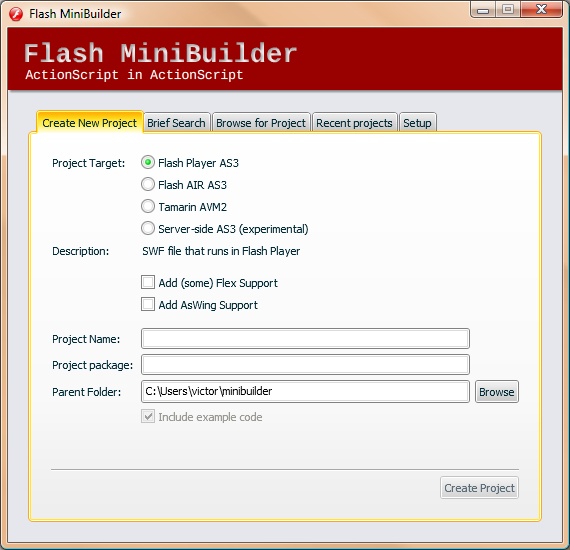 Flash MiniBuilder
Flash MiniBuilder
ActionScript in ActionScript
Create New Project Brief Search Browse for Project Recent projects Setup
Project Target: Flash Player AS3
Flash AIR AS3
Tamarin AVM2
Server-side AS3 (experimental)
Description: SWF file that runs in Flash Player
Add (some) Flex Support
Add AsWing Support
Project Name:
Project package:
Parent Folder: C:\Users\victor\minibuilder Browse
Include example code
Create Project